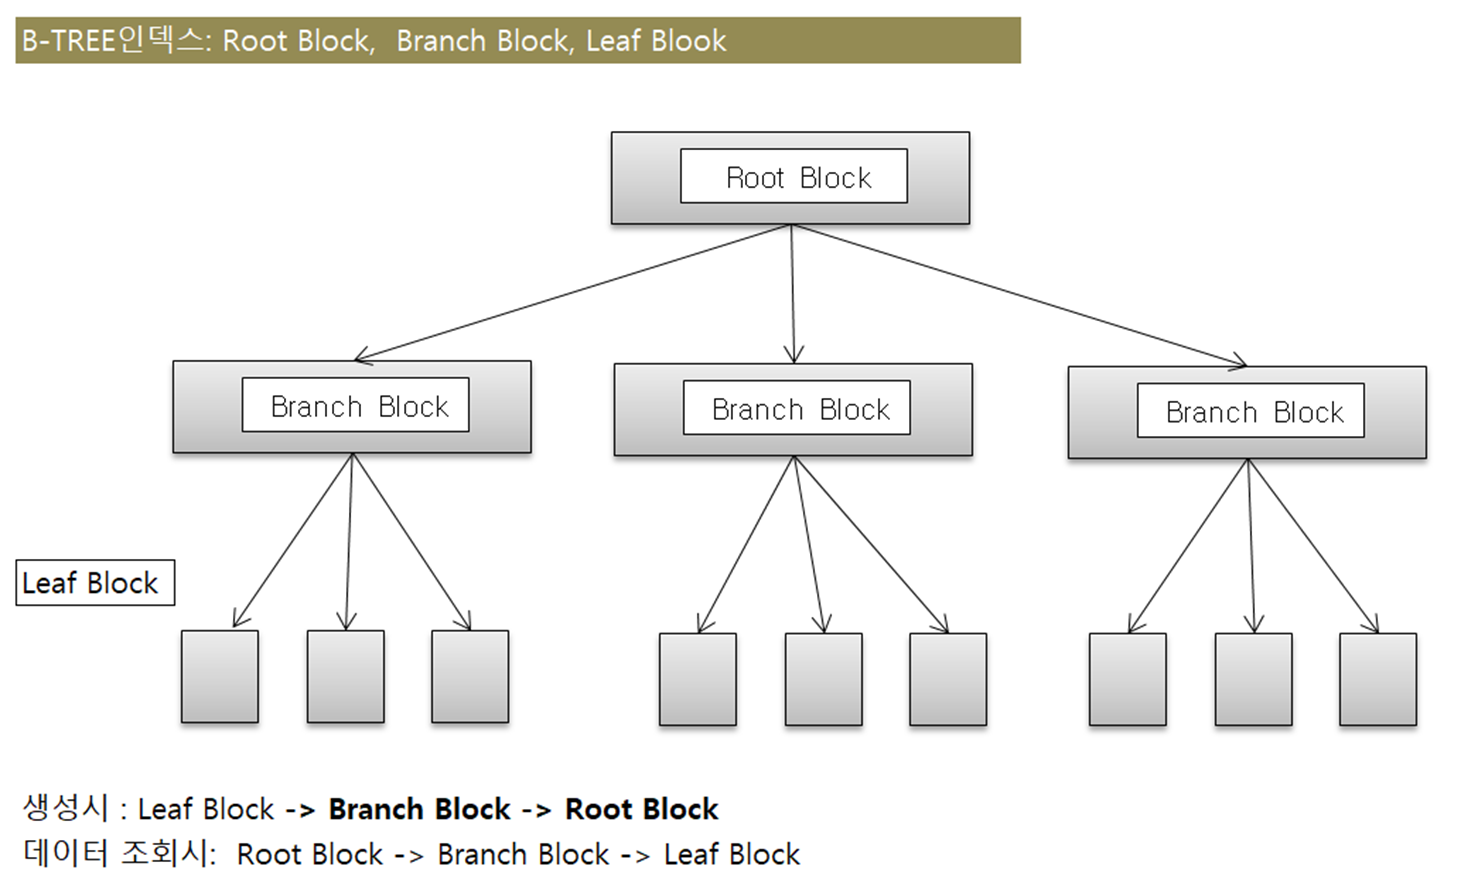 B-TREE인덱스: Root Block, Branch Block, Leaf Blook
Root Block
Branch Block
Branch Block
Branch Block
Leaf Block
생성시 : Leaf Block -> Branch Block -> Root Block
데이터 조회시: Root Block -> Branch Block -> Leaf Block